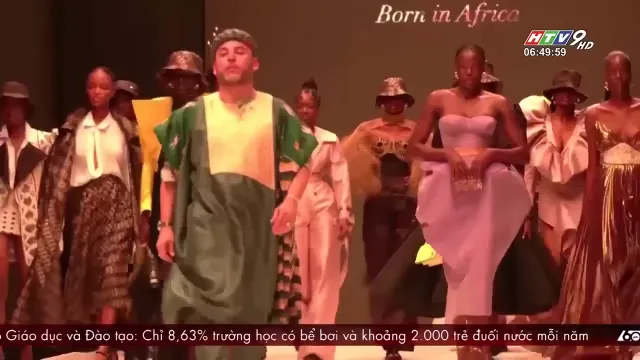 Born in Africa
HTV9 HD
06:49:59
Giáo dục và Đào tạo: Chỉ 8,63% trường học có bể bơi và khoảng 2.000 trẻ đuối nước mỗi năm